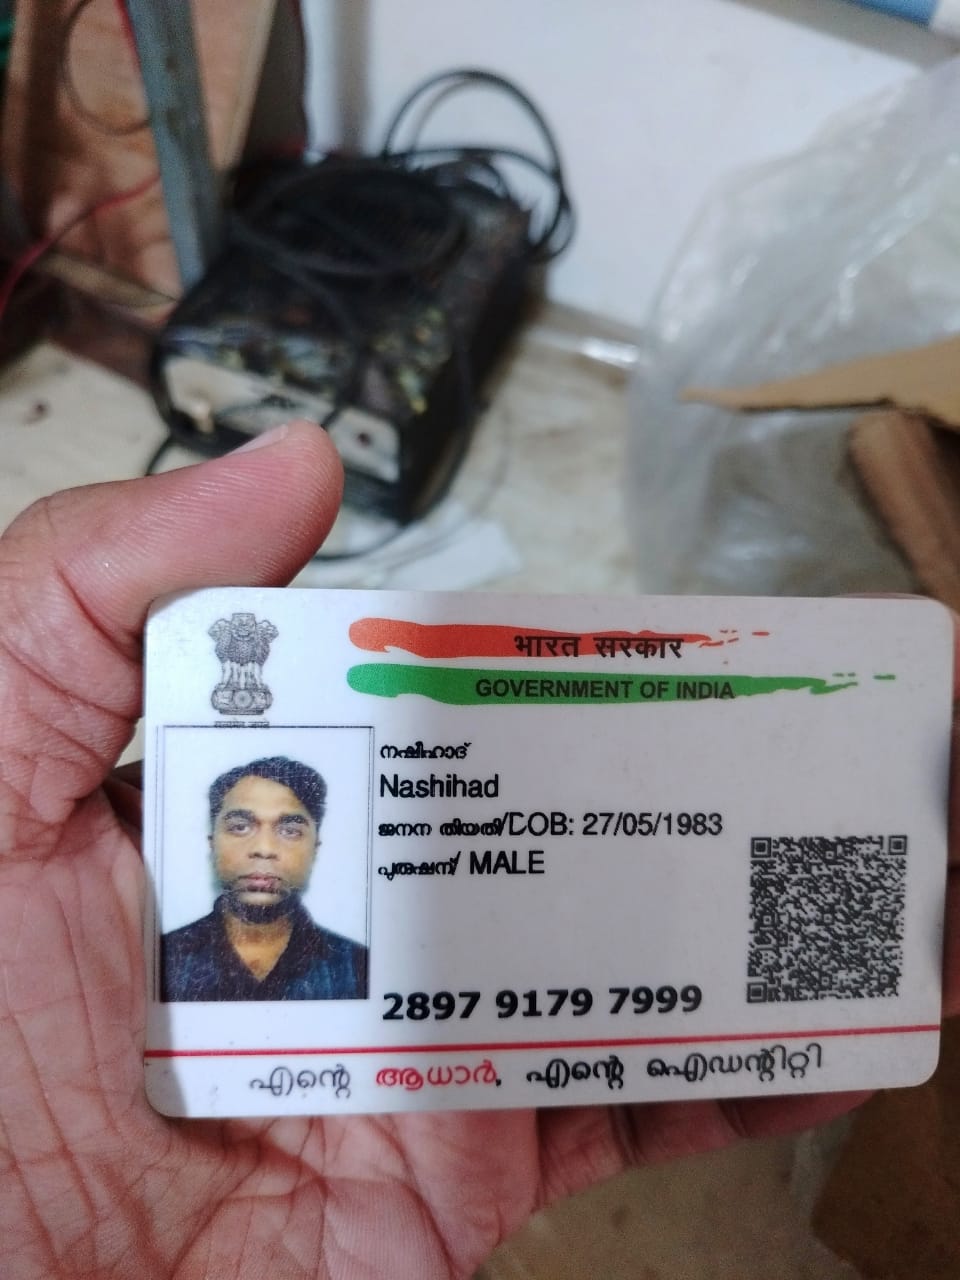 भारत सरकार
GOVERNMENT OF INDIA
നഷീഹാദ്
Nashihad
ജനന തിയതി/DOB: 27/05/1983
പുരുഷന്/ MALE
2897 9179 7999
എന്റെ ആധാർ, എന്റെ ഐഡന്റിറ്റി